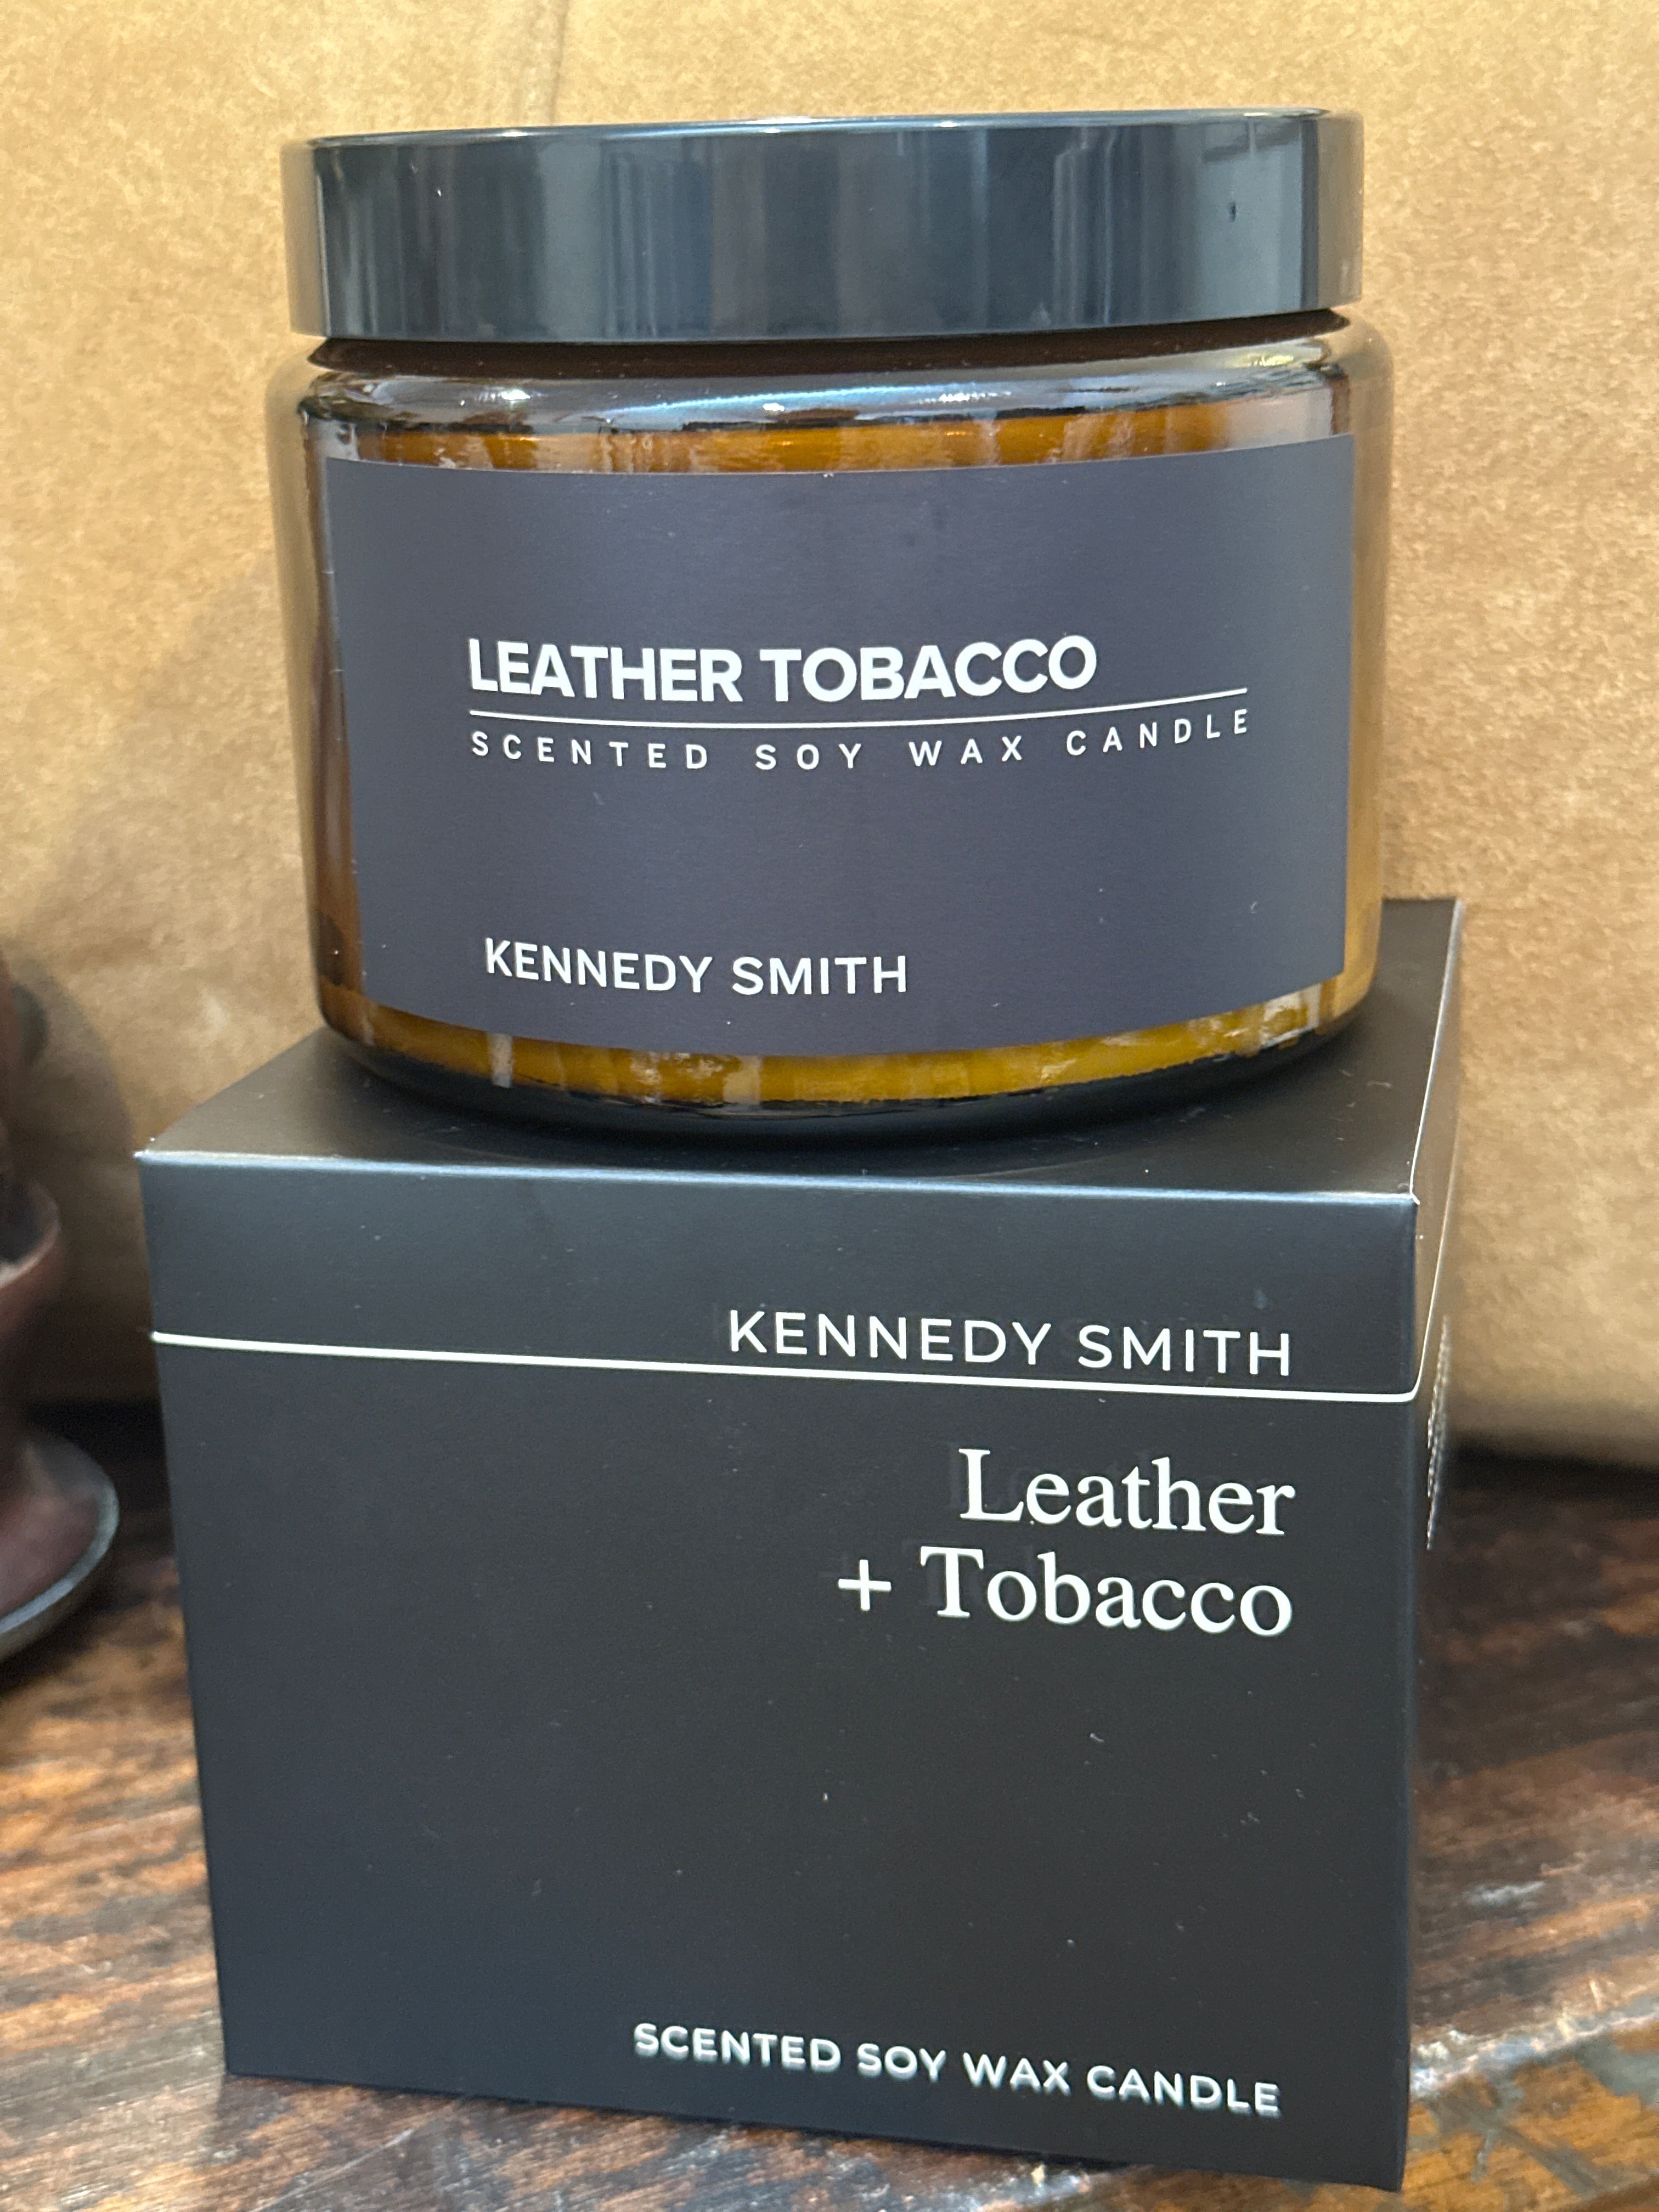 LEATHER TOBACCO
SCENTED SOY WAX CANDLE
KENNEDY SMITH
KENNEDY SMITH
Leather
+ Tobacco
SCENTED SOY WAX CANDLE